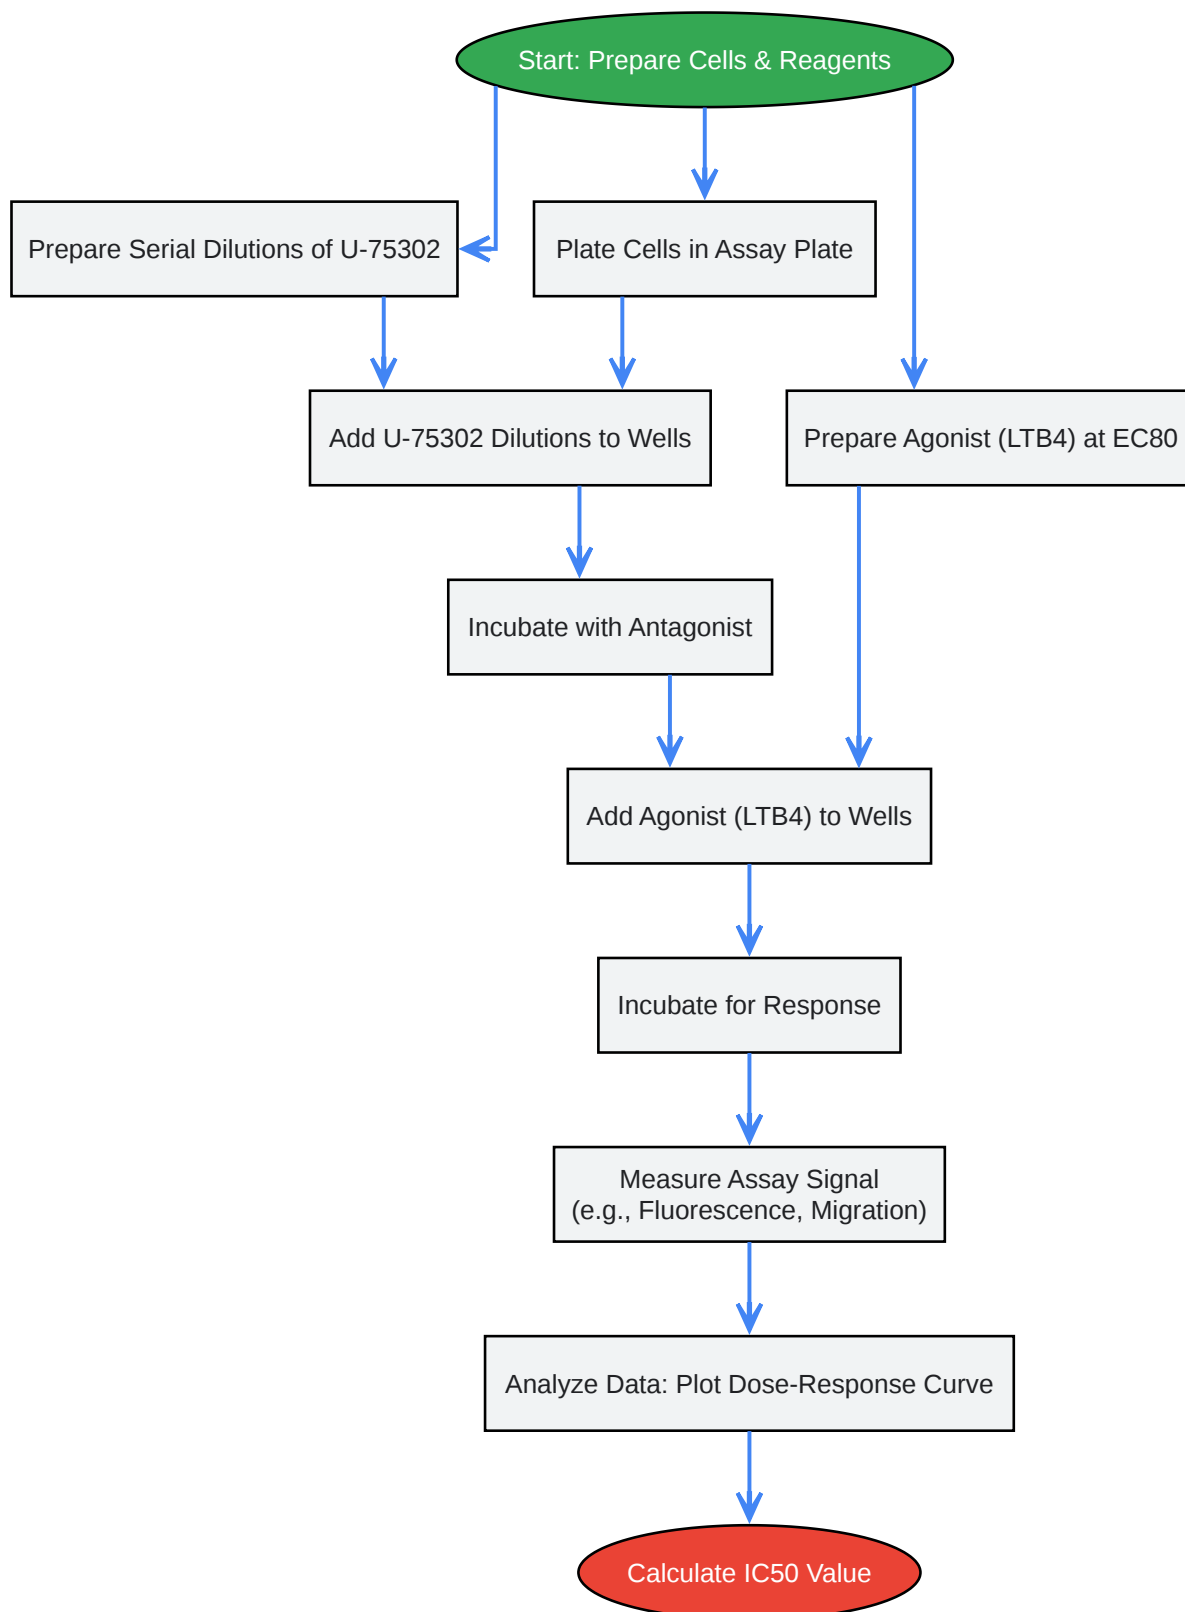 Start: Prepare Cells & Reagents
Prepare Serial Dilutions of U-75302
Plate Cells in Assay Plate
Add U-75302 Dilutions to Wells
Prepare Agonist (LTB4) at EC80
Incubate with Antagonist
Add Agonist (LTB4) to Wells
Incubate for Response
Measure Assay Signal
(e.g., Fluorescence, Migration)
Analyze Data: Plot Dose-Response Curve
Calculate IC50 Value